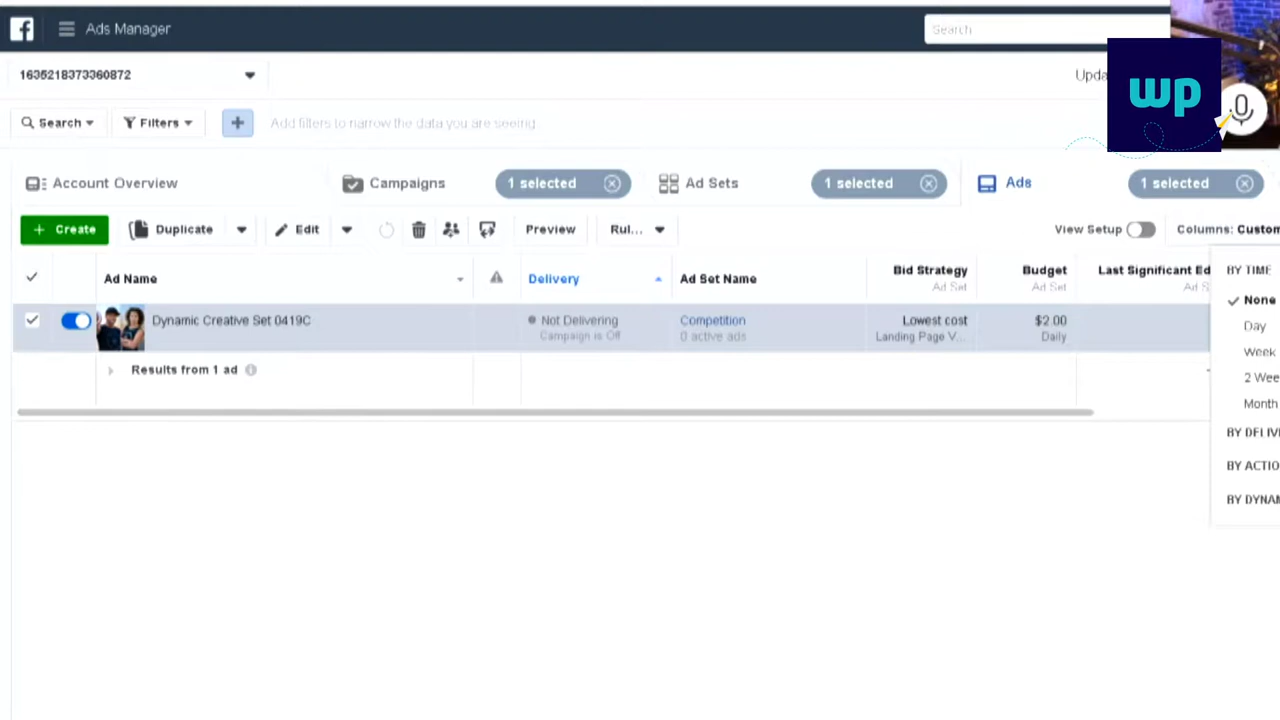 Ads Manager
Search
1635218373360872
Upda
wp
Search
Filters
+
Add filters to narrow the data you are seeing.
Account Overview
Campaigns
1 selected
Ad Sets
1 selected
Ads
1 selected
+ Create
Duplicate
Edit
Preview
Rul...
View Setup
Columns: Custom
Ad Name
Delivery
Ad Set Name
Bid Strategy
Ad Set
Budget
Ad Set
Last Significant Ed
Ad S
Dynamic Creative Set 0419C
Not Delivering
Campaign is Off
Competition
0 active ads
Lowest cost
Landing Page V...
$2.00
Daily
Results from 1 ad
BY TIME
None
Day
Week
2 Wee
Month
BY DELIV
BY ACTIO
BY DYNAM